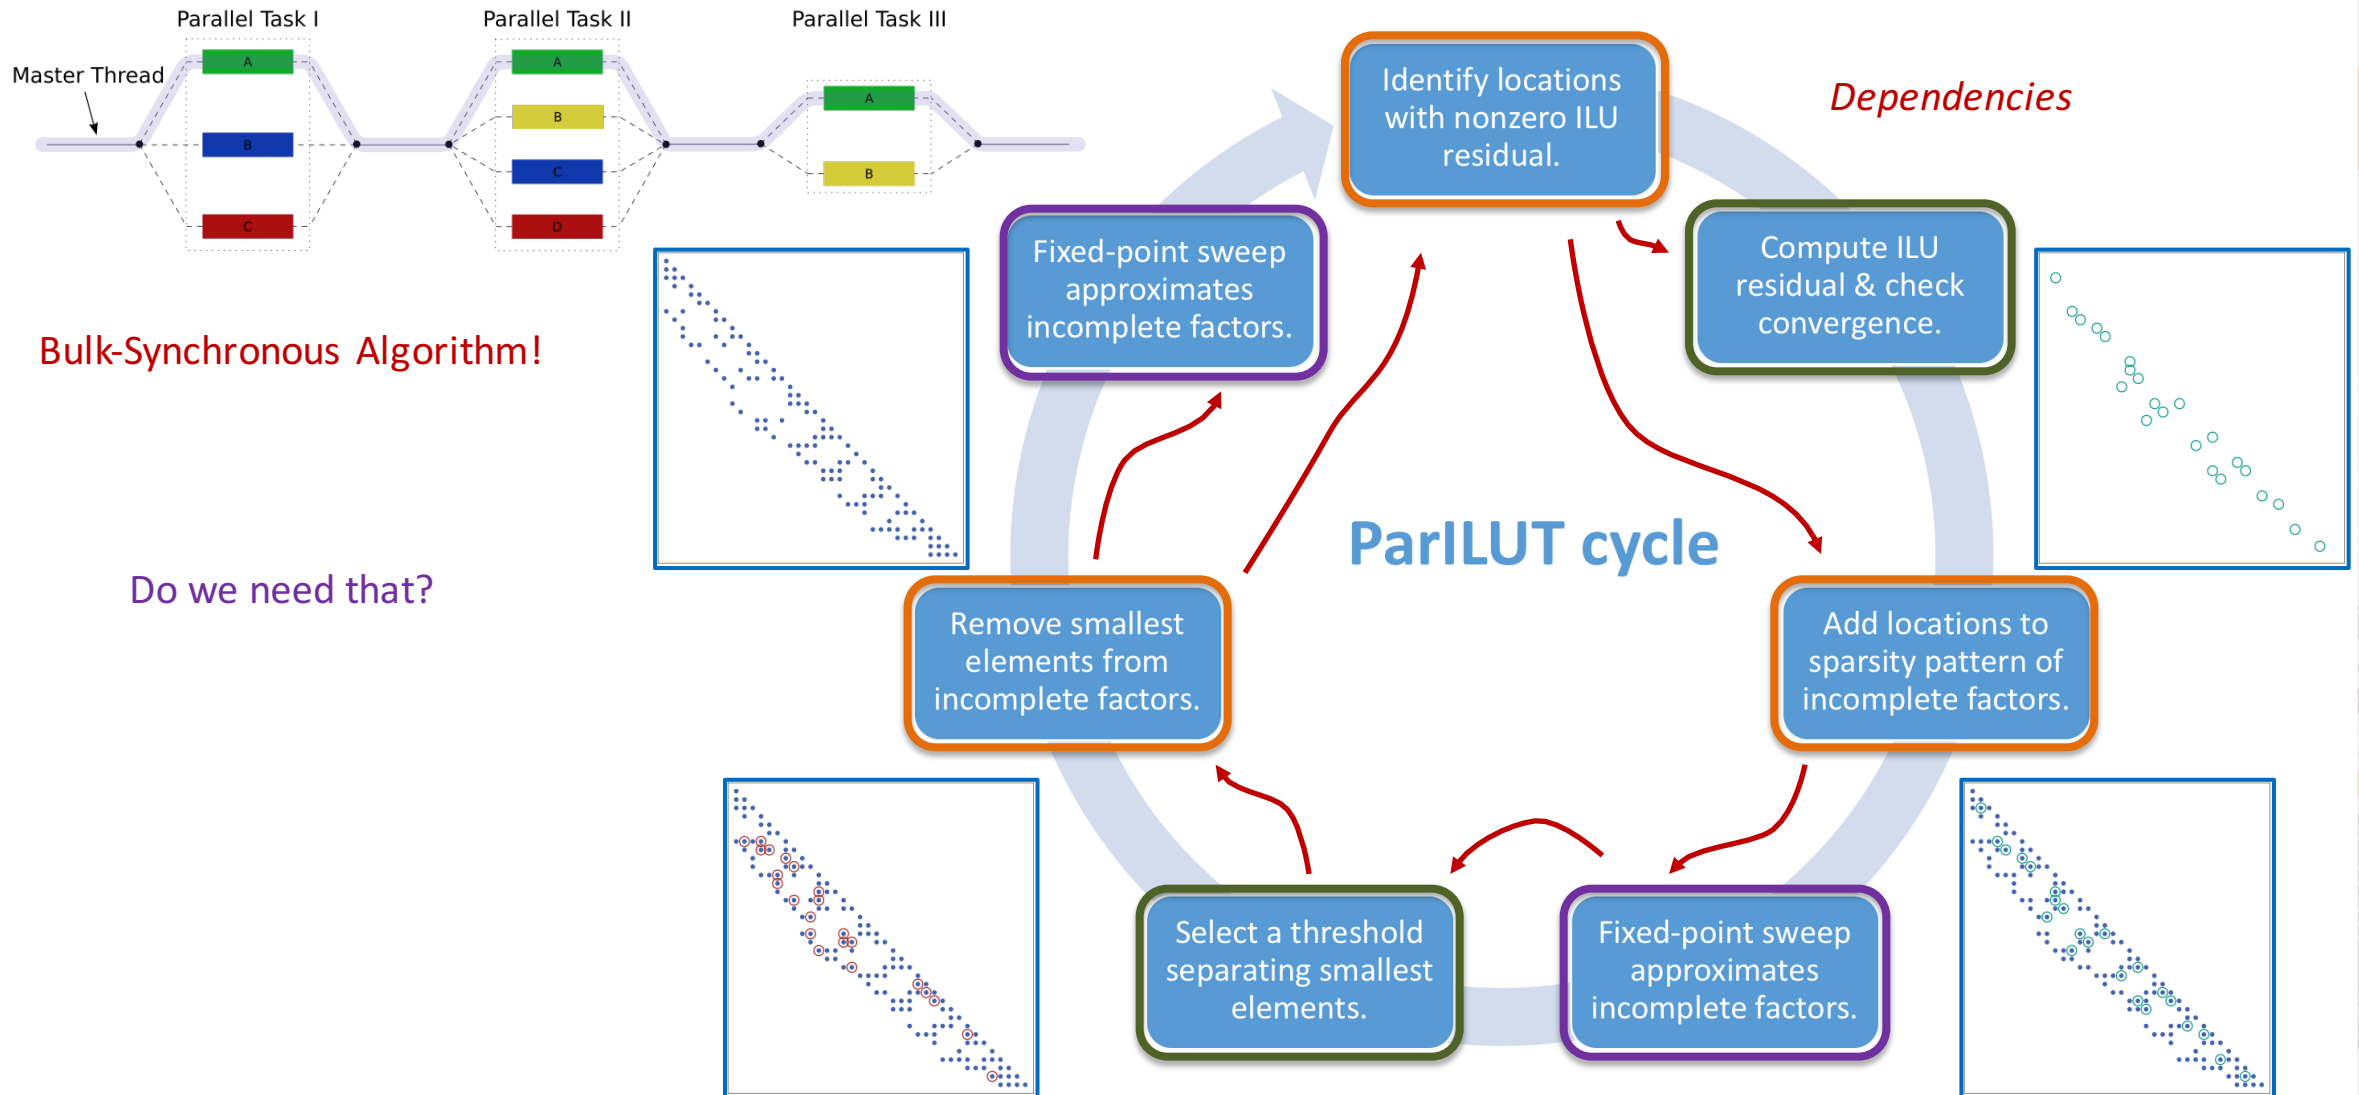 Parallel Task I
Parallel Task II
Parallel Task III
Master Thread
A
B
C
A
B
C
D
A
B
Bulk-Synchronous Algorithm!
Do we need that?
Dependencies
ParILUT cycle
Identify locations
with nonzero ILU
residual.
Compute ILU
residual & check
convergence.
Add locations to
sparsity pattern of
incomplete factors.
Fixed-point sweep
approximates
incomplete factors.
Select a threshold
separating smallest
elements.
Remove smallest
elements from
incomplete factors.
Fixed-point sweep
approximates
incomplete factors.